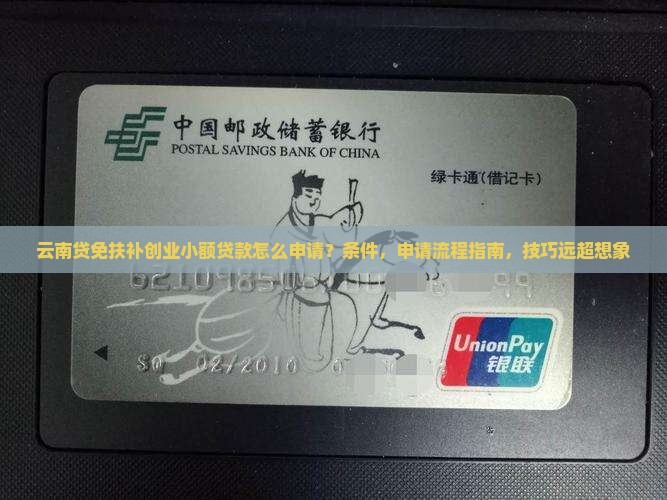 中国邮政储蓄银行
POSTAL SAVINGS BANK OF CHINA
绿卡通(借记卡)
云南贷免扶补创业小额贷款怎么申请？条件，申请流程指南，技巧远超想象
UnionPay
银联
02/2010